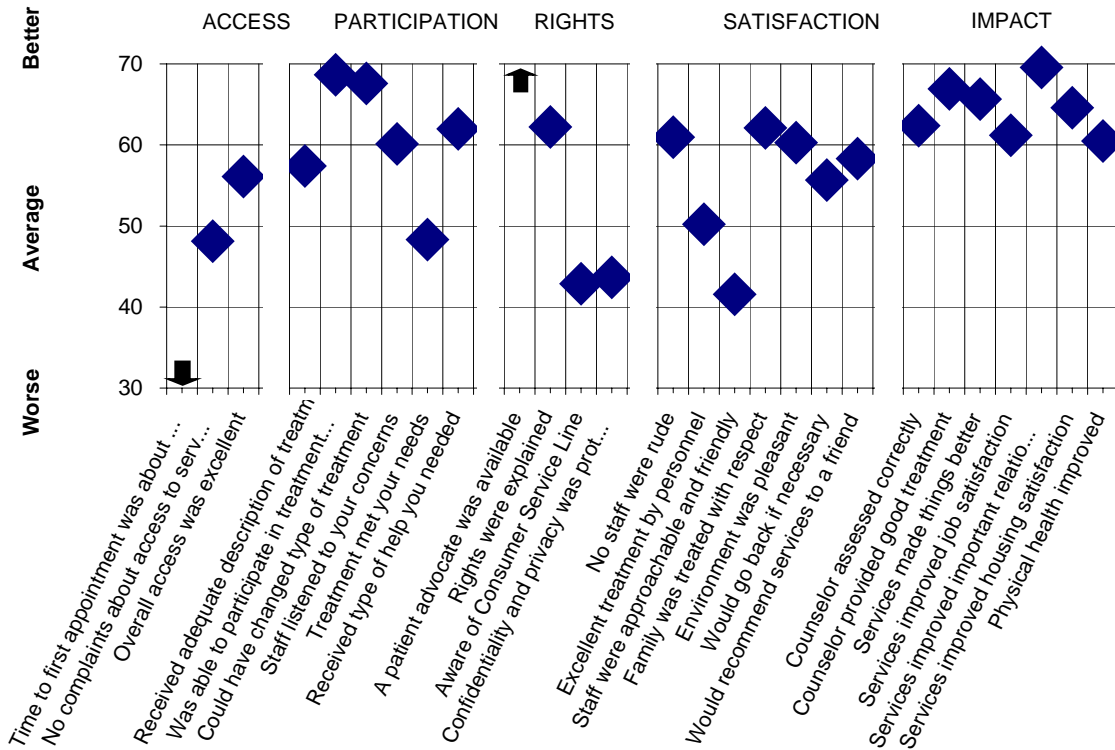 ACCESS
PARTICIPATION
RIGHTS
SATISFACTION
IMPACT
Better
Average
Worse
70
60
50
40
30
Time to first appointment was about ...
No complaints about access to serv...
Overall access was excellent
Received adequate description of treatm
Was able to participate in treatment...
Could have changed type of treatment
Staff listened to your concerns
Treatment met your needs
Received type of help you needed
A patient advocate was available
Rights were explained
Aware of Consumer Service Line
Confidentiality and privacy was prot...
No staff were rude
Excellent treatment by personnel
Staff were approachable and friendly
Family was treated with respect
Environment was pleasant
Would go back if necessary
Would recommend services to a friend
Counselor assessed correctly
Counselor provided good treatment
Services made things better
Services improved job satisfaction
Services improved important relatio...
Services improved housing satisfaction
Physical health improved